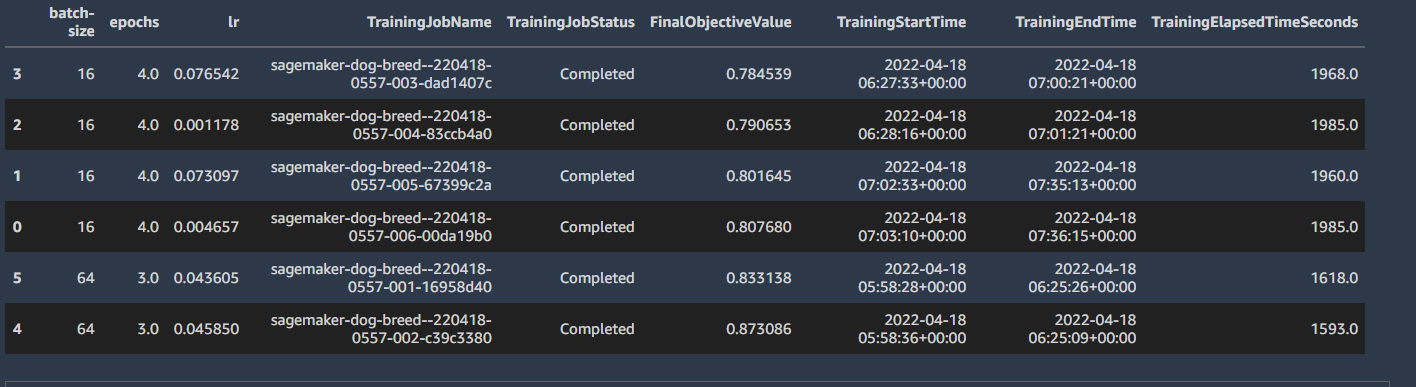 batch-size epochs lr TrainingJobName TrainingJobStatus FinalObjectiveValue TrainingStartTime TrainingEndTime TrainingElapsedTimeSeconds
3 16 4.0 0.076542 sagemaker-dog-breed--220418-0557-003-dad1407c Completed 0.784539 2022-04-18 06:27:33+00:00 2022-04-18 07:00:21+00:00 1968.0
2 16 4.0 0.001178 sagemaker-dog-breed--220418-0557-004-83ccb4a0 Completed 0.790653 2022-04-18 06:28:16+00:00 2022-04-18 07:01:21+00:00 1985.0
1 16 4.0 0.073097 sagemaker-dog-breed--220418-0557-005-67399c2a Completed 0.801645 2022-04-18 07:02:33+00:00 2022-04-18 07:35:13+00:00 1960.0
0 16 4.0 0.004657 sagemaker-dog-breed--220418-0557-006-00da19b0 Completed 0.807680 2022-04-18 07:03:10+00:00 2022-04-18 07:36:15+00:00 1985.0
5 64 3.0 0.043605 sagemaker-dog-breed--220418-0557-001-16958d40 Completed 0.833138 2022-04-18 05:58:28+00:00 2022-04-18 06:25:26+00:00 1618.0
4 64 3.0 0.045850 sagemaker-dog-breed--220418-0557-002-c39c3380 Completed 0.873086 2022-04-18 05:58:36+00:00 2022-04-18 06:25:09+00:00 1593.0